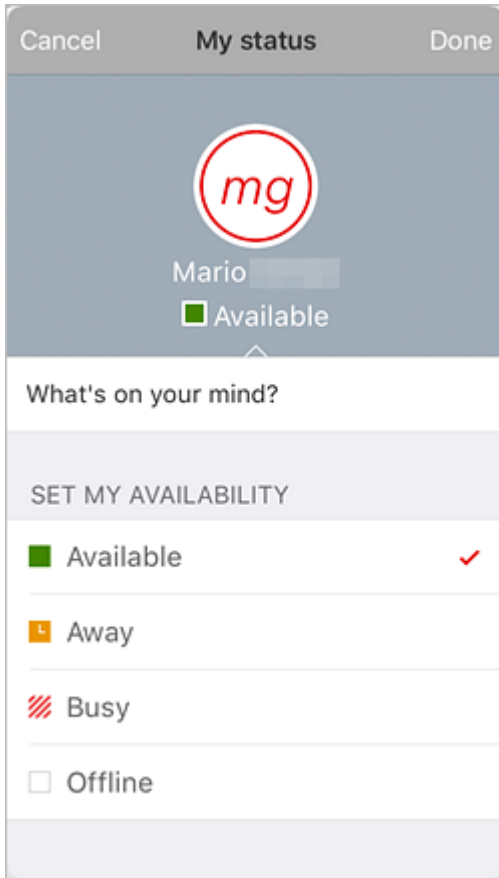 Cancel My status Done
mg
Mario
Available
What's on your mind?
SET MY AVAILABILITY
Available
Away
Busy
Offline